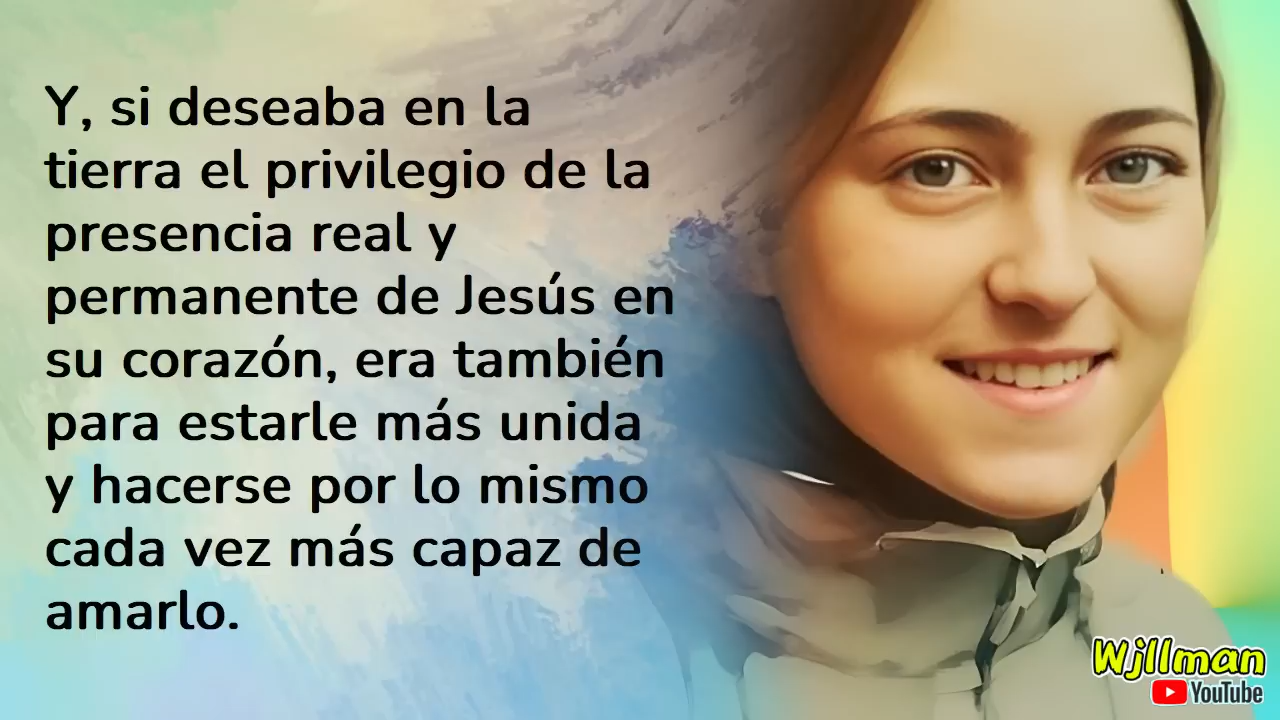 Y, si deseaba en la
tierra el privilegio de la
presencia real y
permanente de Jesús en
su corazón, era también
para estarle más unida
y hacerse por lo mismo
cada vez más capaz de
amarlo.
Wjllman
YouTube